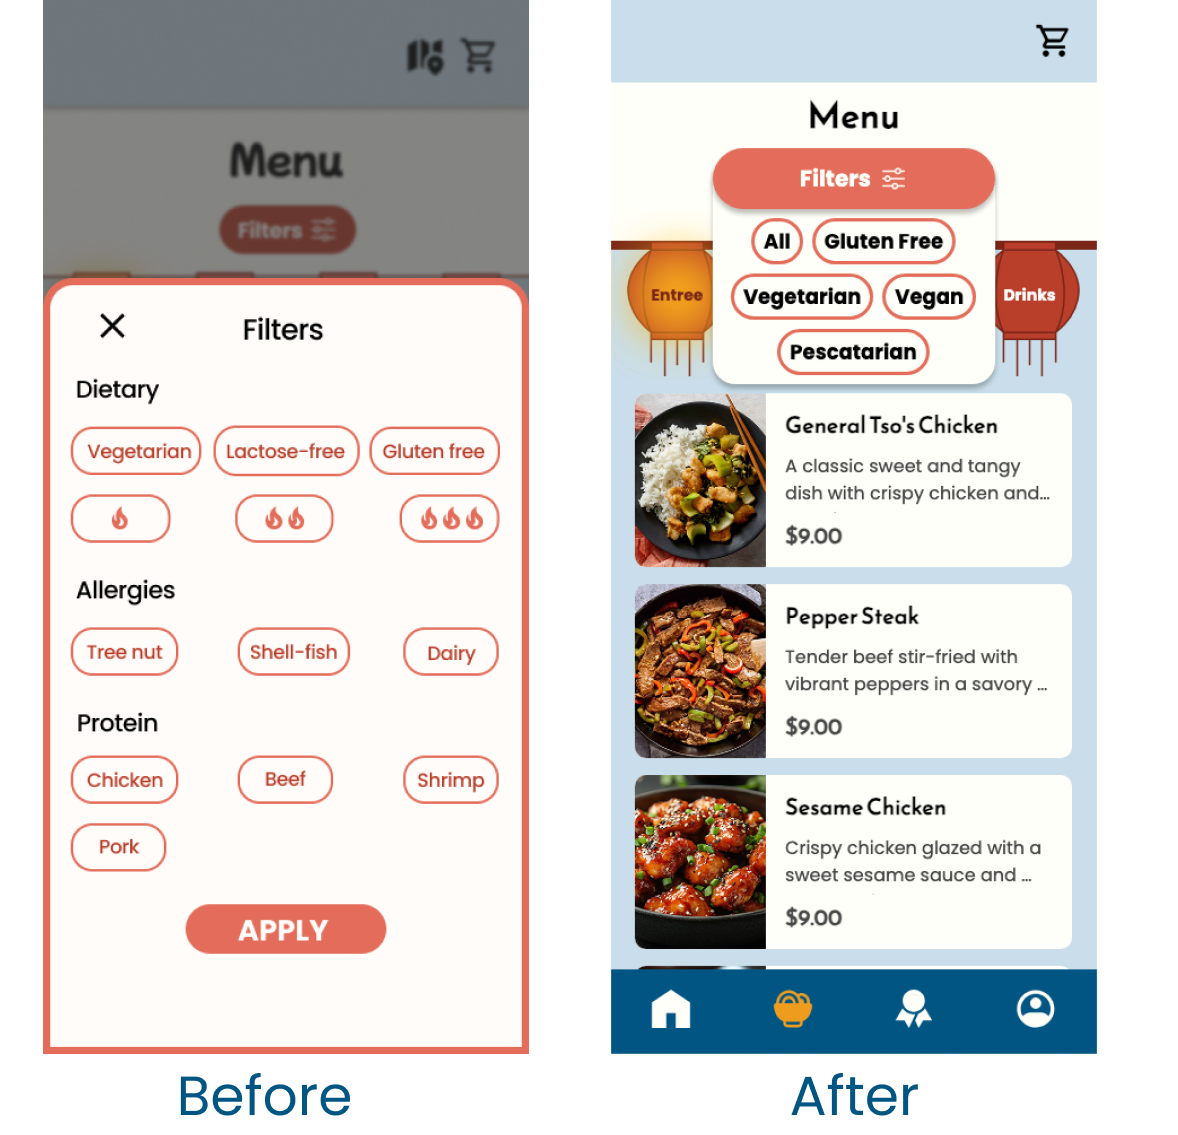 Menu
Filters
Filters
Dietary
Vegetarian
Lactose-free
Gluten free
Allergies
Tree nut
Shell-fish
Dairy
Protein
Chicken
Beef
Shrimp
Pork
APPLY
Before
Menu
Filters
All
Gluten Free
Vegetarian
Vegan
Pescatarian
Entree
Drinks
General Tso's Chicken
A classic sweet and tangy
dish with crispy chicken and...
$9.00
Pepper Steak
Tender beef stir-fried with
vibrant peppers in a savory ...
$9.00
Sesame Chicken
Crispy chicken glazed with a
sweet sesame sauce and ...
$9.00
After